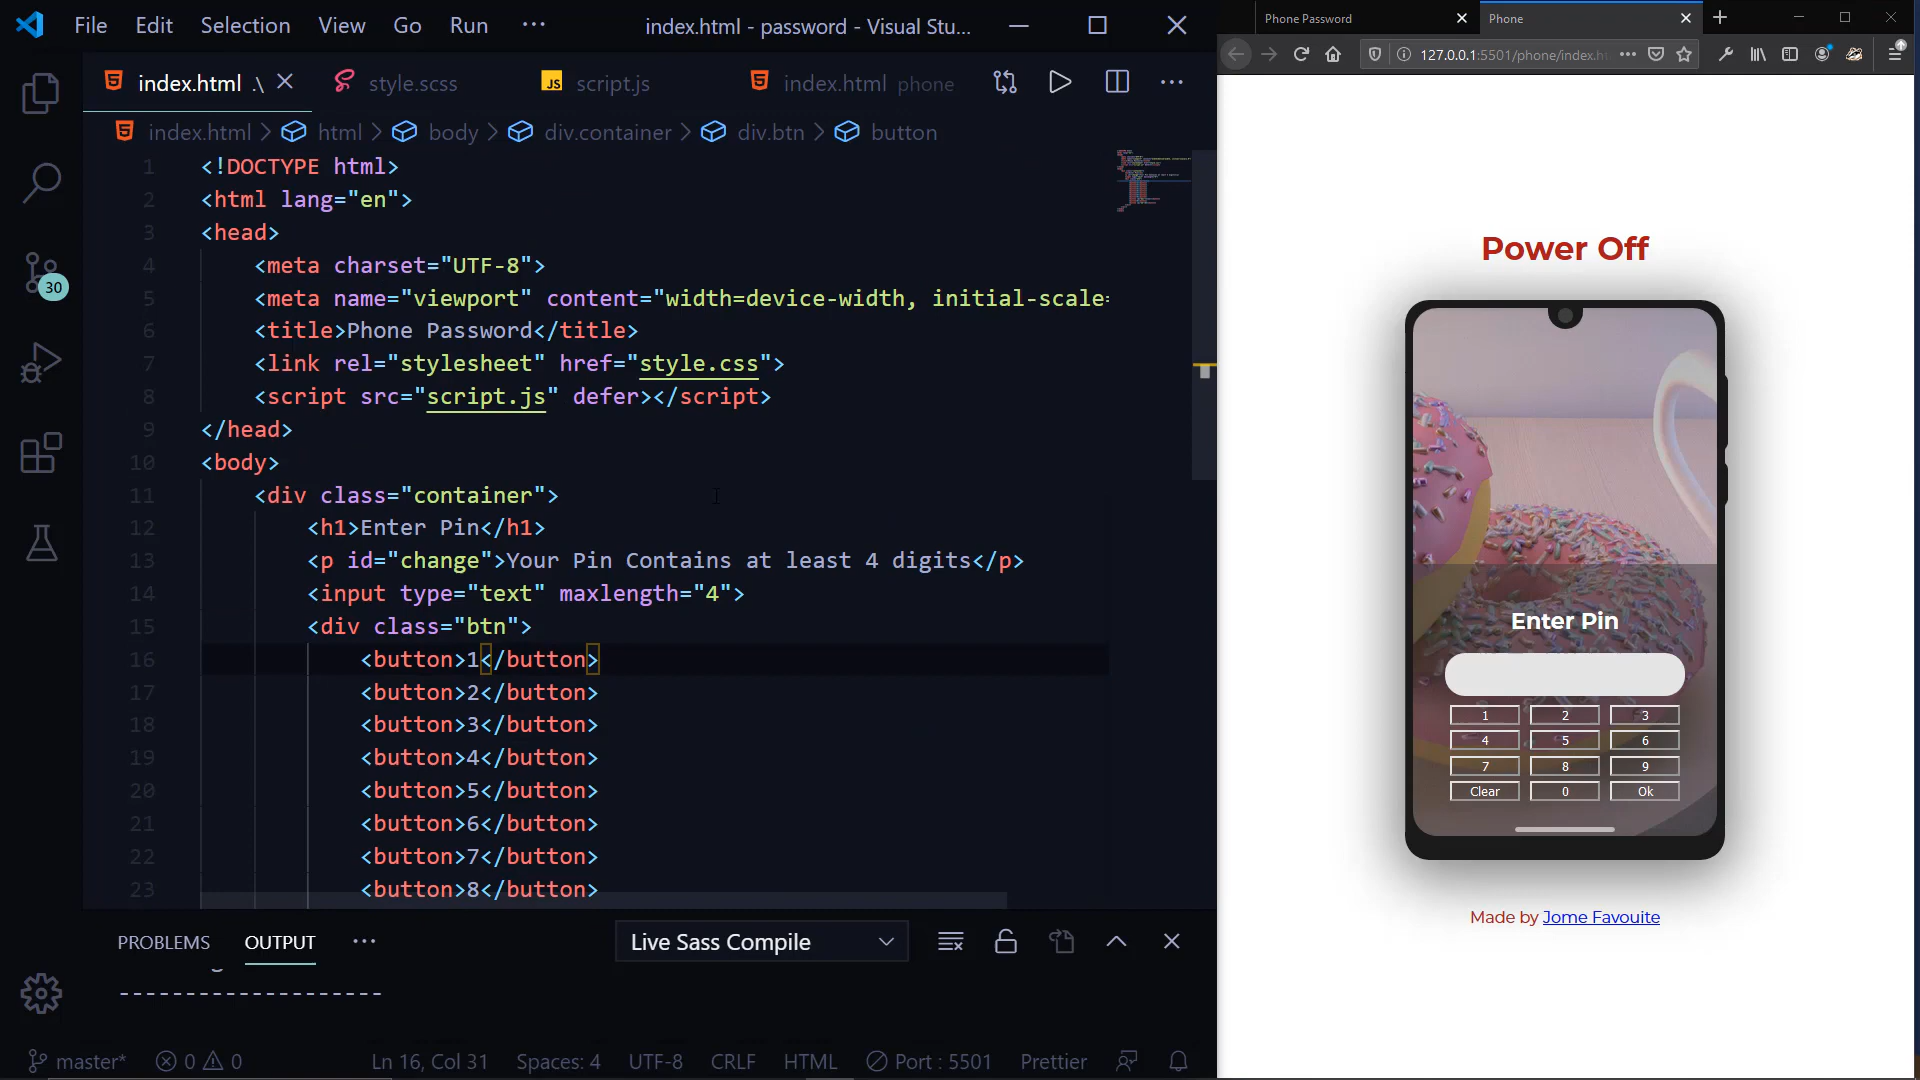 File Edit Selection View Go Run ··· index.html - password - Visual Stu...
index.html .\ style.scss script.js index.html phone ···
index.html > html > body > div.container > div.btn > button
1 <!DOCTYPE html>
2 <html lang="en">
3 <head>
4 <meta charset="UTF-8">
5 <meta name="viewport" content="width=device-width, initial-scale=
6 <title>Phone Password</title>
7 <link rel="stylesheet" href="style.css">
8 <script src="script.js" defer></script>
9 </head>
10 <body>
11 <div class="container">
12 <h1>Enter Pin</h1>
13 <p id="change">Your Pin Contains at least 4 digits</p>
14 <input type="text" maxlength="4">
15 <div class="btn">
16 <button>1</button>
17 <button>2</button>
18 <button>3</button>
19 <button>4</button>
20 <button>5</button>
21 <button>6</button>
22 <button>7</button>
23 <button>8</button>
30
PROBLEMS OUTPUT ··· Live Sass Compile
--------------------
master* 0 0 Ln 16, Col 31 Spaces: 4 UTF-8 CRLF HTML Port : 5501 Prettier
Phone Password Phone
127.0.0.1:5501/phone/index.h
Power Off
Enter Pin
1 2 3
4 5 6
7 8 9
Clear 0 Ok
Made by Jome Favouite